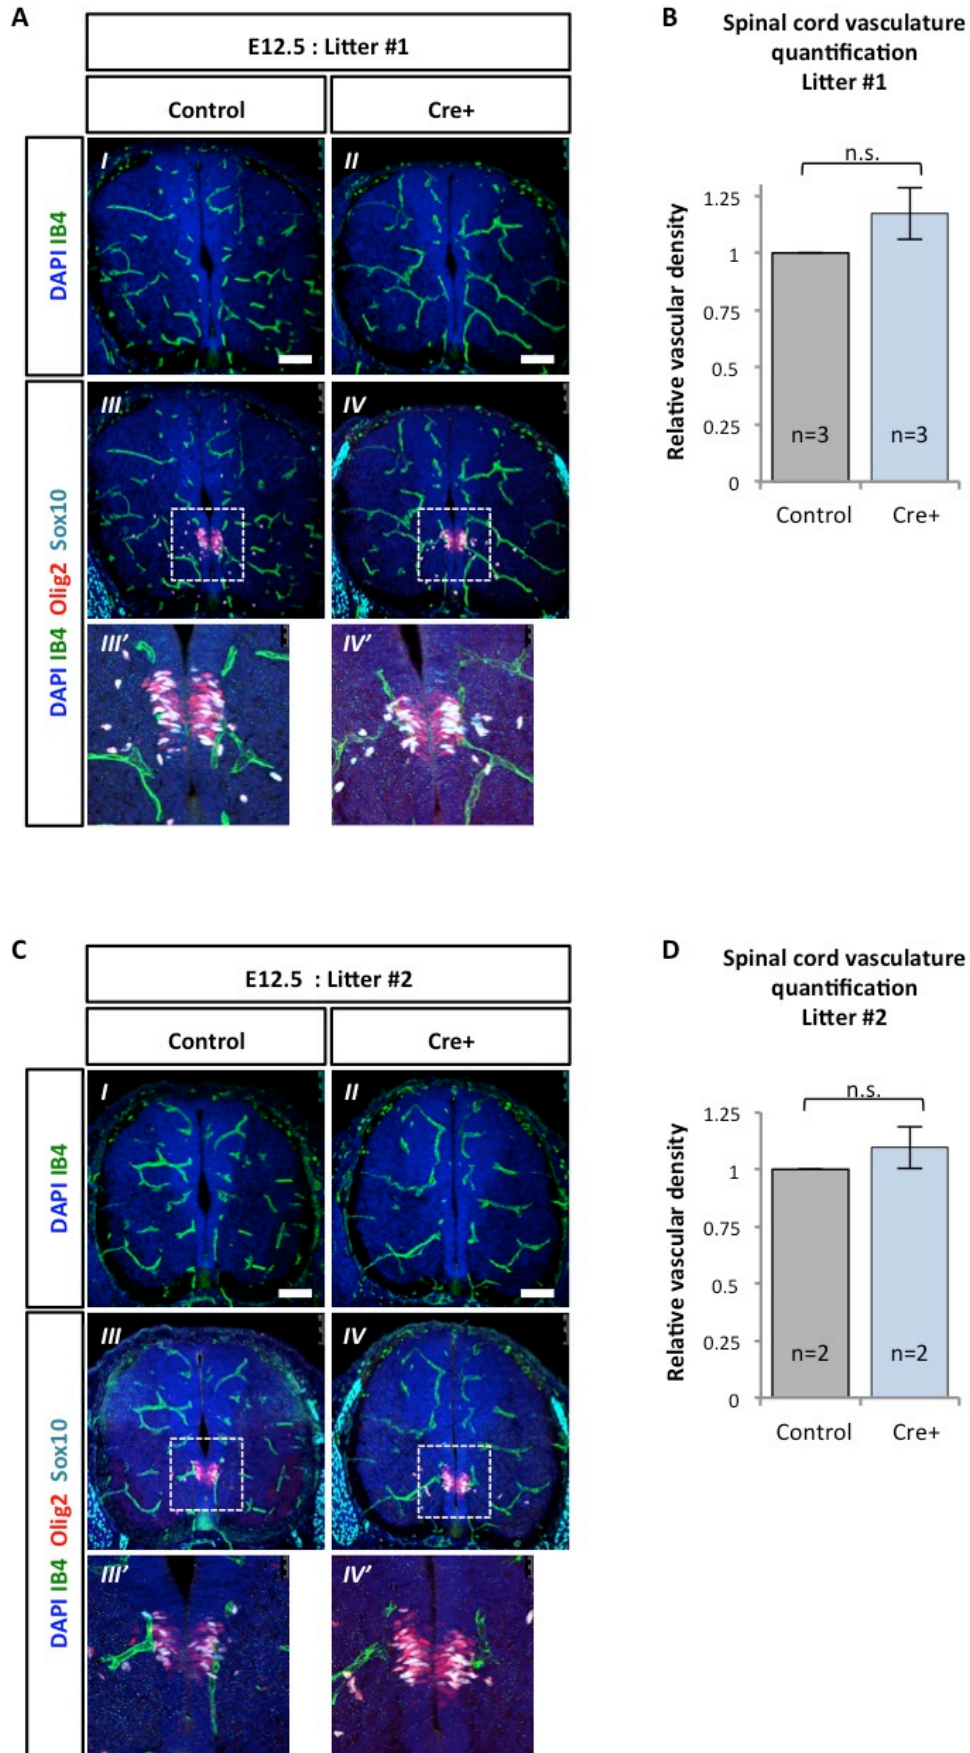 A
E12.5 : Litter #1
Control
Cre+
DAPI IB4
I
II
DAPI IB4 Olig2 Sox10
III
IV
III'
IV'
B
Spinal cord vasculature
quantification
Litter #1
n.s.
Relative vascular density
1.25
1
0.75
0.5
0.25
0
n=3
n=3
Control
Cre+
C
E12.5 : Litter #2
Control
Cre+
DAPI IB4
I
II
DAPI IB4 Olig2 Sox10
III
IV
III'
IV'
D
Spinal cord vasculature
quantification
Litter #2
n.s.
Relative vascular density
1.25
1
0.75
0.5
0.25
0
n=2
n=2
Control
Cre+